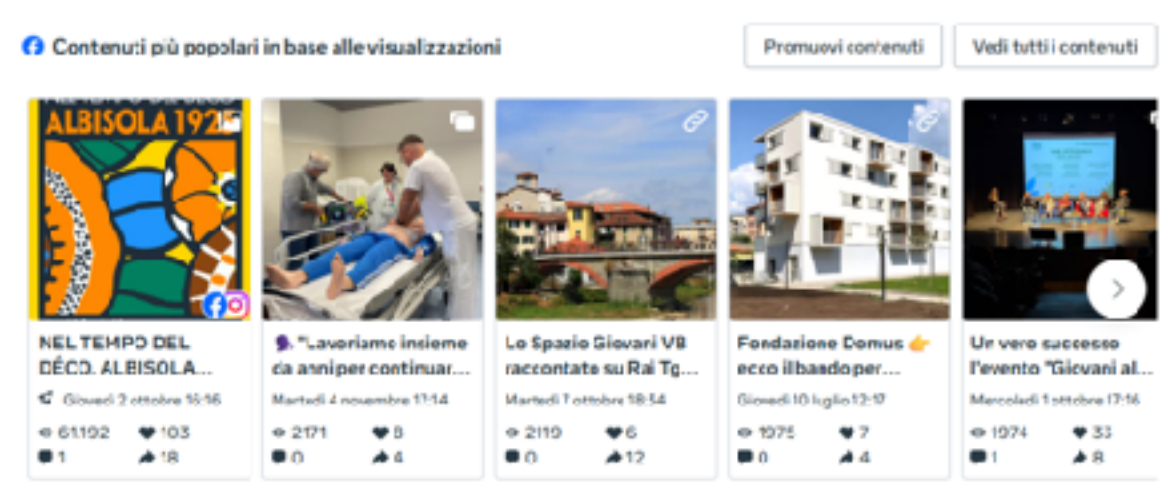 Contenuti più popolari in base alle visualizzazioni
Promuovi contenuti
Vedi tutti i contenuti
ALBISOLA 1925
NEL TEMPO DEL
DÉCO. ALBISOLA...
Giovedì 2 ottobre 16:16
61.192 103
1 18
"Lavoriamo insieme
da anni per continuar...
Martedì 4 novembre 17:14
2171 8
0 4
Lo Spazio Giovani VB
raccontato su Rai Tg...
Martedì 7 ottobre 18:54
2119 6
0 12
Fondazione Domus 👉
ecco il bando per...
Giovedì 10 luglio 12:17
1975 7
0 4
Un vero successo
l'evento "Giovani al...
Mercoledì 1 ottobre 17:16
1974 33
1 8